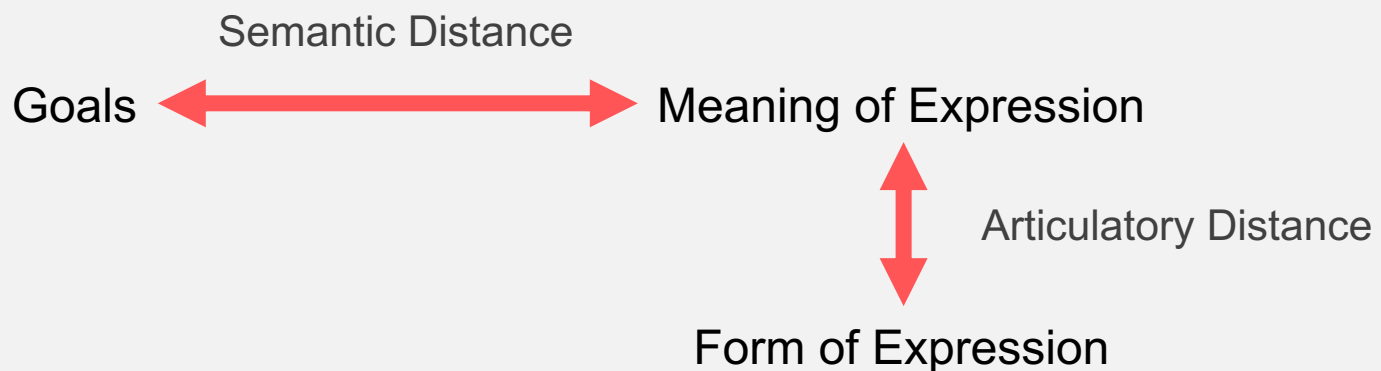 Semantic Distance
Goals
Meaning of Expression
Articulatory Distance
Form of Expression